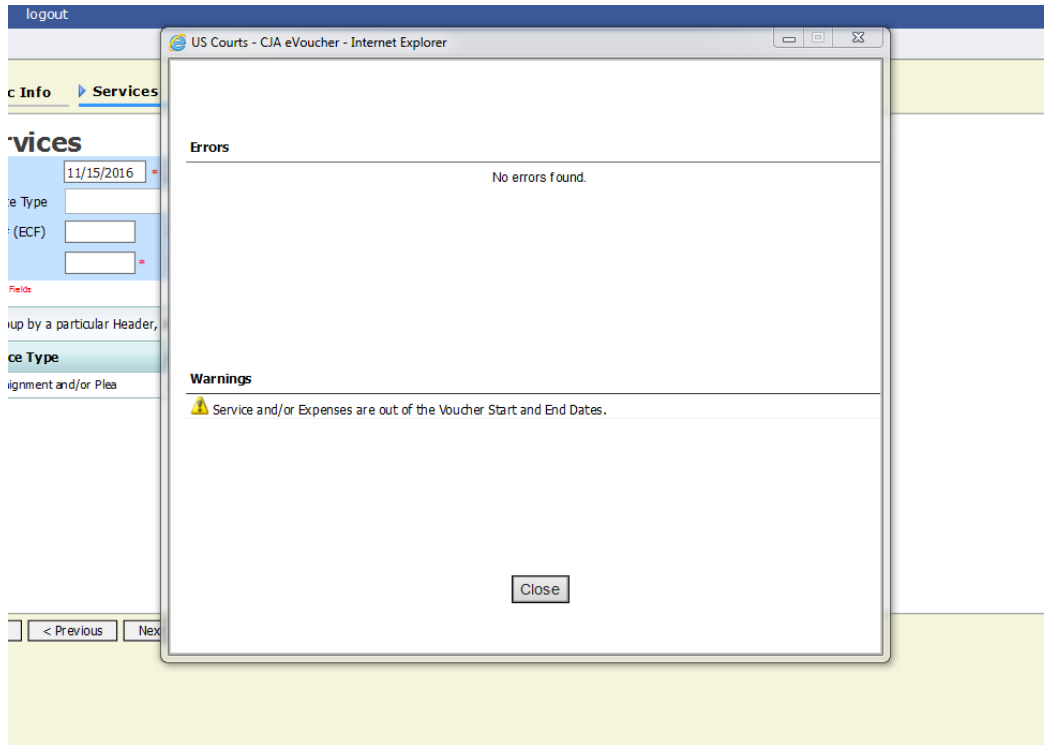 logout
US Courts - CJA eVoucher - Internet Explorer
c Info
Services
rvices
11/15/2016 *
ce Type
(ECF)
*
Fields
oup by a particular Header,
ce Type
ignment and/or Plea
Errors
No errors found.
Warnings
Service and/or Expenses are out of the Voucher Start and End Dates.
Close
< Previous
Nex